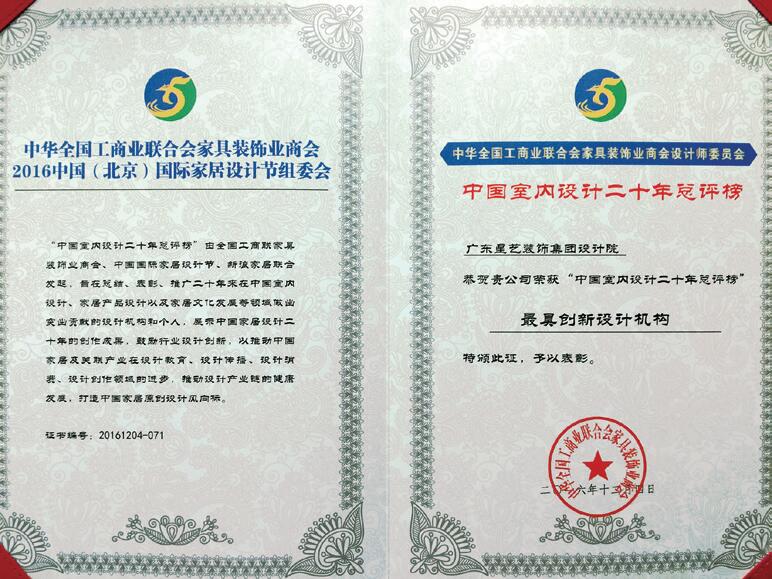 中华全国工商业联合会家具装饰业商会
2016中国（北京）国际家居设计节组委会
“中国室内设计二十年总评榜”由全国工商联家具
装饰业商会、中国国际家居设计节、新浪家居联合
发起，旨在总结、表彰、推广二十年来在中国室内
设计、家居产品设计以及家居文化发展等领域做出
突出贡献的设计机构和个人，展示中国家居设计二
十年的创作成果，鼓励行业设计创新，以推动中国
家居及关联产业在设计教育、设计传播、设计消
费、设计创作领域的进步，推动设计产业链的健康
发展，打造中国家居原创设计风向标。
证书编号：20161204-071
中华全国工商业联合会家具装饰业商会设计师委员会
中国室内设计二十年总评榜
广东星艺装饰集团设计院
恭贺贵公司荣获“中国室内设计二十年总评榜”
最具创新设计机构
特颁此证，予以表彰。
中华全国工商业联合会家具装饰业商会
二〇一六年十二月四日